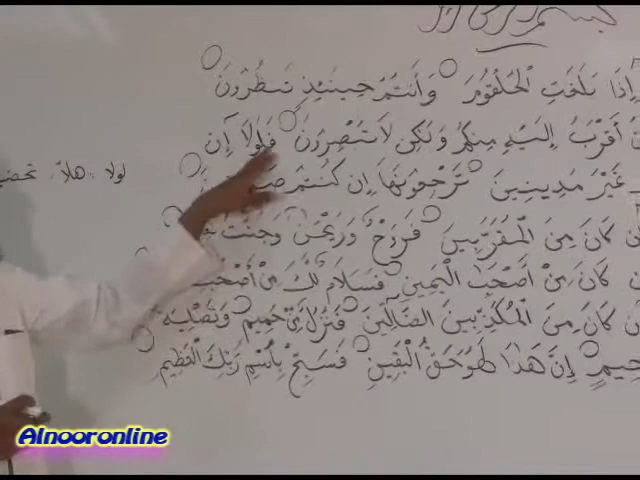 إِذَا بَلَغَتِ الْحُلْقُومَ وَأَنتُمْ حِينَئِذٍ تَنظُرُونَ
أَقْرَبُ إِلَيْهِ مِنكُمْ وَلَكِن لَا تُبْصِرُونَ فَلَوْلَا إِن
غَيْرَ مَدِينِينَ تَرْجِعُونَهَا إِن كُنتُمْ
لولا : هلاّ :
كَانَ مِنَ الْمُقَرَّبِينَ فَرَوْحٌ وَرَيْحَانٌ وَجَنَّتُ
كَانَ مِنْ أَصْحَابِ الْيَمِينِ فَسَلَامٌ لَّكَ مِنْ أَصْحَابِ
كَانَ مِنَ الْمُكَذِّبِينَ الضَّالِّينَ فَنُزُلٌ مِّنْ حَمِيمٍ وَتَصْلِيَةُ
إِنَّ هَذَا لَهُوَ حَقُّ الْيَقِينِ فَسَبِّحْ بِاسْمِ رَبِّكَ الْعَظِيمِ
Alnooronline